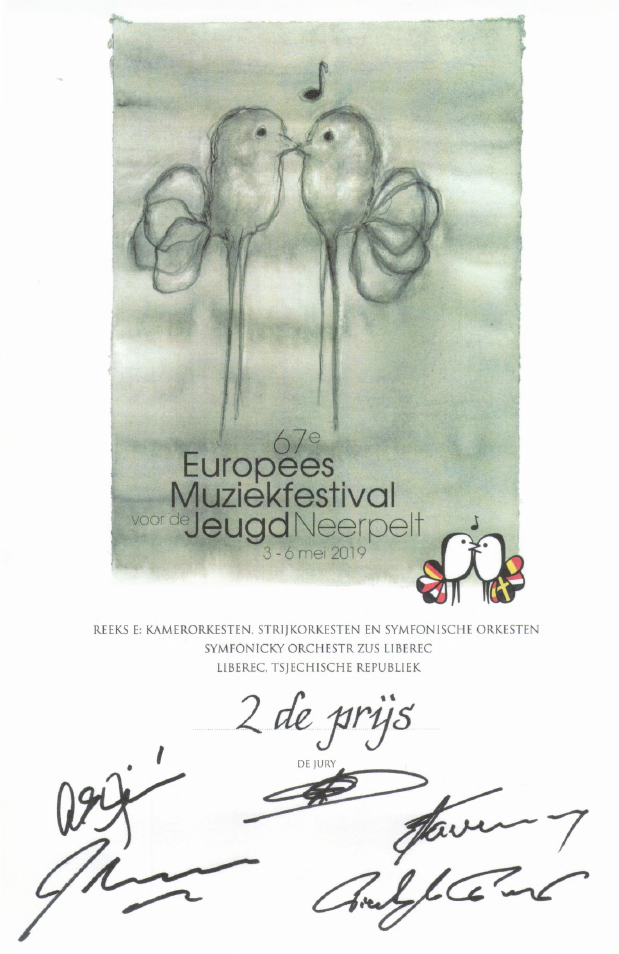 67e
Europees
Muziekfestival
voor de Jeugd Neerpelt
3 - 6 mei 2019
REEKS E: KAMERORKESTEN, STRIJKORKESTEN EN SYMFONISCHE ORKESTEN
SYMFONICKY ORCHESTR ZUS LIBEREC
LIBEREC, TSJECHISCHE REPUBLIEK
2 de prijs
DE JURY